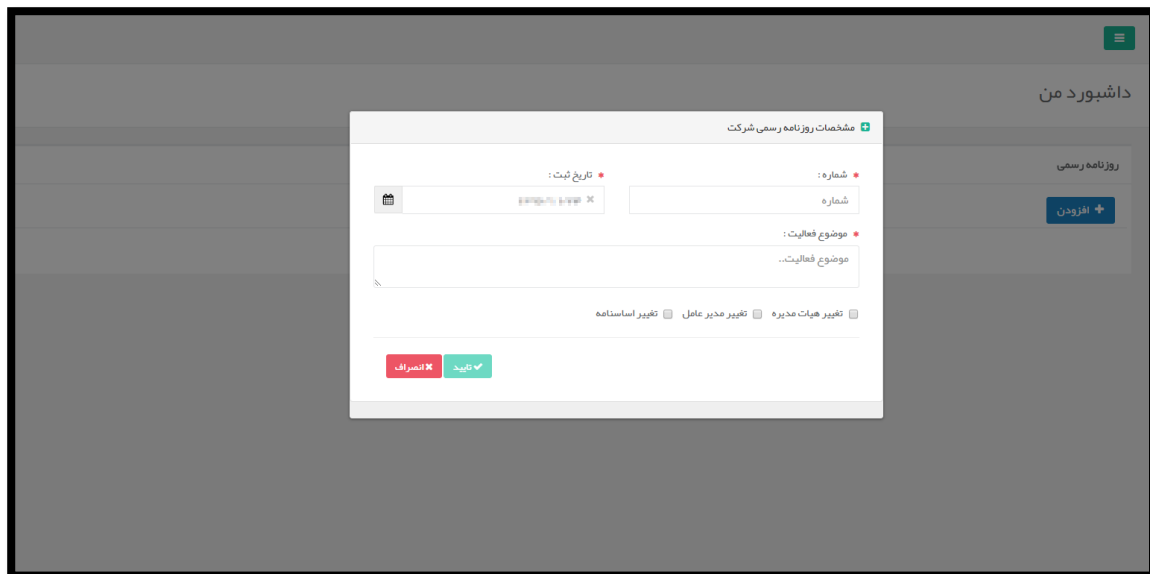 داشبورد من
مشخصات روزنامه رسمی شرکت
روزنامه رسمی
* شماره :
* تاریخ ثبت :
شماره
افزودن
* موضوع فعالیت :
موضوع فعالیت..
تغییر هیات مدیره تغییر مدیر عامل تغییر اساسنامه
تایید انصراف